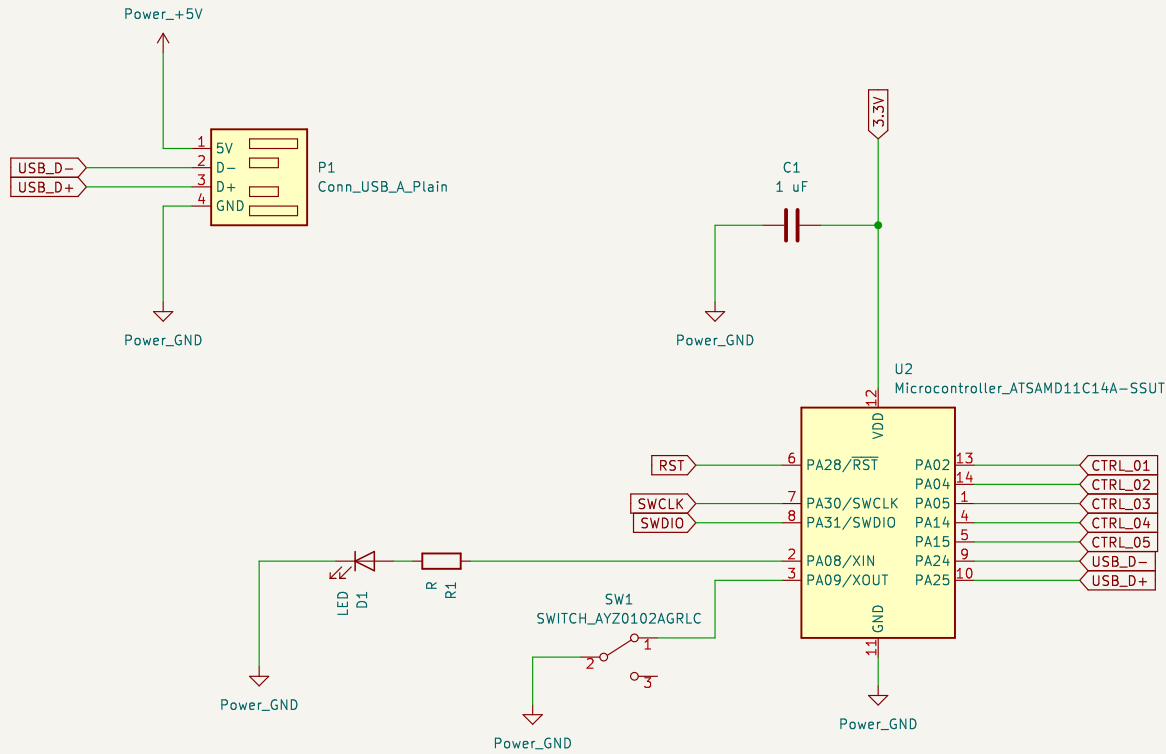 Power_+5V
1 5V
USB_D- 2 D-
USB_D+ 3 D+
4 GND
P1
Conn_USB_A_Plain
Power_GND
3.3V
C1
1 uF
Power_GND
U2
Microcontroller_ATSAMD11C14A-SSUT
12
VDD
RST 6 PA28/RST
SWCLK 7 PA30/SWCLK
SWDIO 8 PA31/SWDIO
2 PA08/XIN
3 PA09/XOUT
PA02 13 CTRL_01
PA04 14 CTRL_02
PA05 1 CTRL_03
PA14 4 CTRL_04
PA15 5 CTRL_05
PA24 9 USB_D-
PA25 10 USB_D+
GND
11
Power_GND
LED
D1
R
R1
Power_GND
SW1
SWITCH_AYZ0102AGRLC
1
2
3
Power_GND